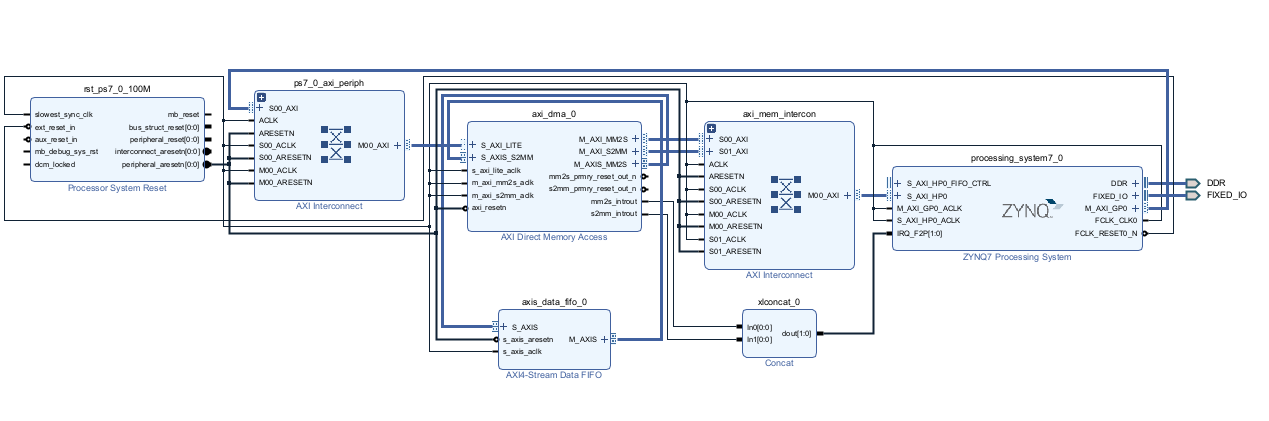 rst_ps7_0_100M
slowest_sync_clk
ext_reset_in
aux_reset_in
mb_debug_sys_rst
dcm_locked
mb_reset
bus_struct_reset[0:0]
peripheral_reset[0:0]
interconnect_aresetn[0:0]
peripheral_aresetn[0:0]
Processor System Reset
ps7_0_axi_periph
S00_AXI
ACLK
ARESETN
S00_ACLK
S00_ARESETN
M00_ACLK
M00_ARESETN
M00_AXI
AXI Interconnect
axi_dma_0
S_AXI_LITE
S_AXIS_S2MM
s_axi_lite_aclk
m_axi_mm2s_aclk
m_axi_s2mm_aclk
axi_resetn
M_AXI_MM2S
M_AXI_S2MM
M_AXIS_MM2S
mm2s_prmry_reset_out_n
s2mm_prmry_reset_out_n
mm2s_introut
s2mm_introut
AXI Direct Memory Access
axi_mem_intercon
S00_AXI
S01_AXI
ACLK
ARESETN
S00_ACLK
S00_ARESETN
M00_ACLK
M00_ARESETN
S01_ACLK
S01_ARESETN
M00_AXI
AXI Interconnect
processing_system7_0
S_AXI_HP0_FIFO_CTRL
S_AXI_HP0
M_AXI_GP0_ACLK
S_AXI_HP0_ACLK
IRQ_F2P[1:0]
ZYNQ
DDR
FIXED_IO
M_AXI_GP0
FCLK_CLK0
FCLK_RESET0_N
ZYNQ7 Processing System
DDR
FIXED_IO
axis_data_fifo_0
S_AXIS
s_axis_aresetn
s_axis_aclk
M_AXIS
AXI4-Stream Data FIFO
xlconcat_0
In0[0:0]
In1[0:0]
dout[1:0]
Concat